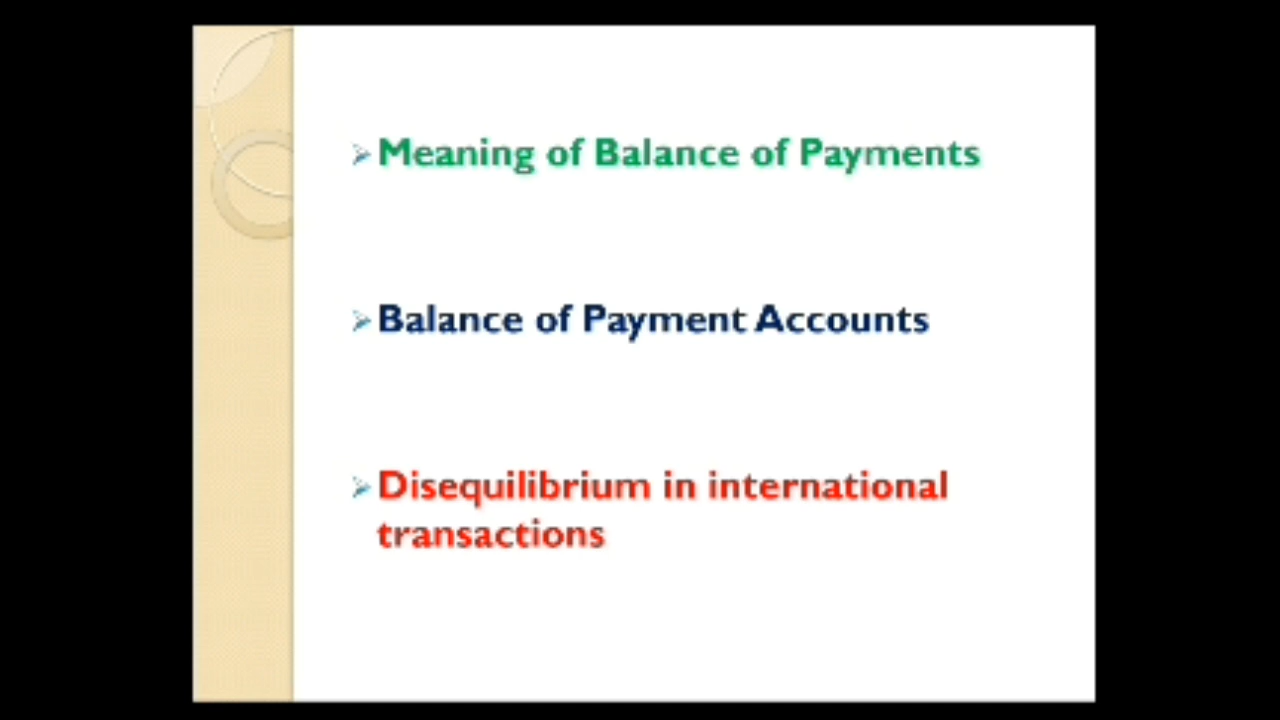 Meaning of Balance of Payments
Balance of Payment Accounts
Disequilibrium in international
transactions